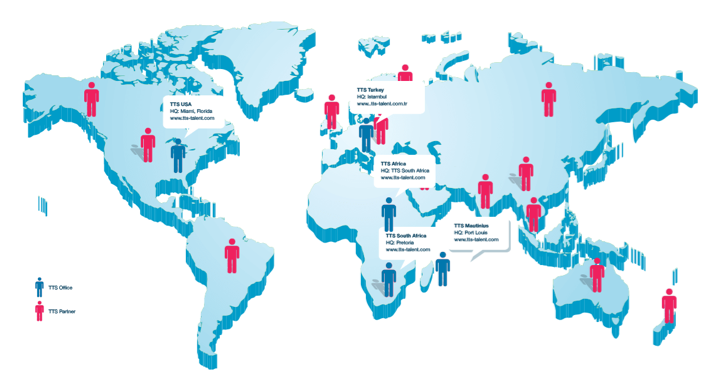 TTS USA
HQ: Miami, Florida
www.tts-talent.com
TTS Turkey
HQ: Istanbul
www..tts-talent.com.tr
TTS Africa
HQ: TTS South Africa
www.tts-talent.com
TTS South Africa
HQ: Pretoria
www.tts-talent.com
TTS Mauritius
HQ: Port Louis
www.tts-talent.com
TTS Office
TTS Partner